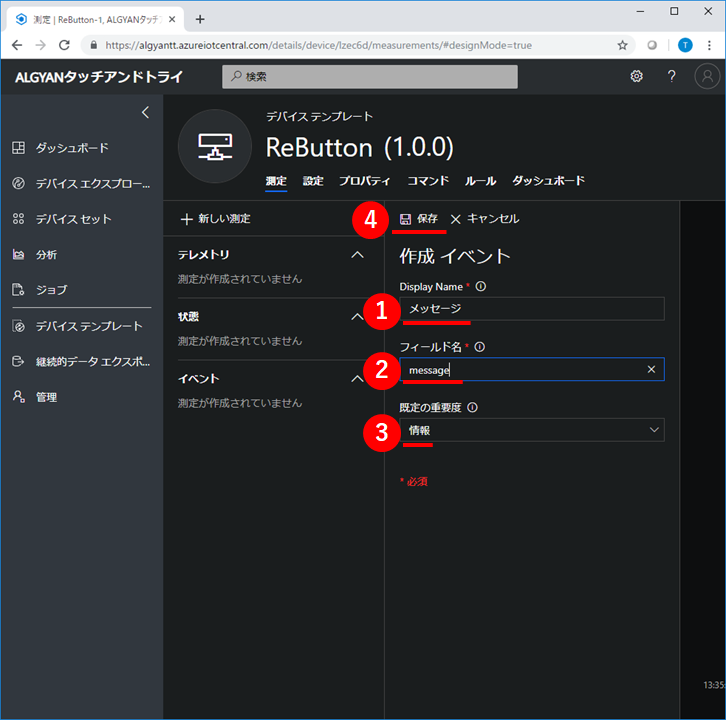 測定 | ReButton-1, ALGYANタッチ
https://algyantt.azureiotcentral.com/details/device/lzec6d/measurements/#designMode=true
T
ALGYANタッチアンドトライ
検索
?
デバイス テンプレート
ReButton (1.0.0)
測定 設定 プロパティ コマンド ルール ダッシュボード
ダッシュボード
デバイス エクスプロー...
デバイス セット
分析
ジョブ
デバイス テンプレート
継続的データ エクスポ...
管理
新しい測定
テレメトリ
測定が作成されていません
状態
測定が作成されていません
イベント
測定が作成されていません
4 保存 キャンセル
作成 イベント
Display Name *
1 メッセージ
フィールド名 *
2 message
既定の重要度
3 情報
* 必須
13:35: